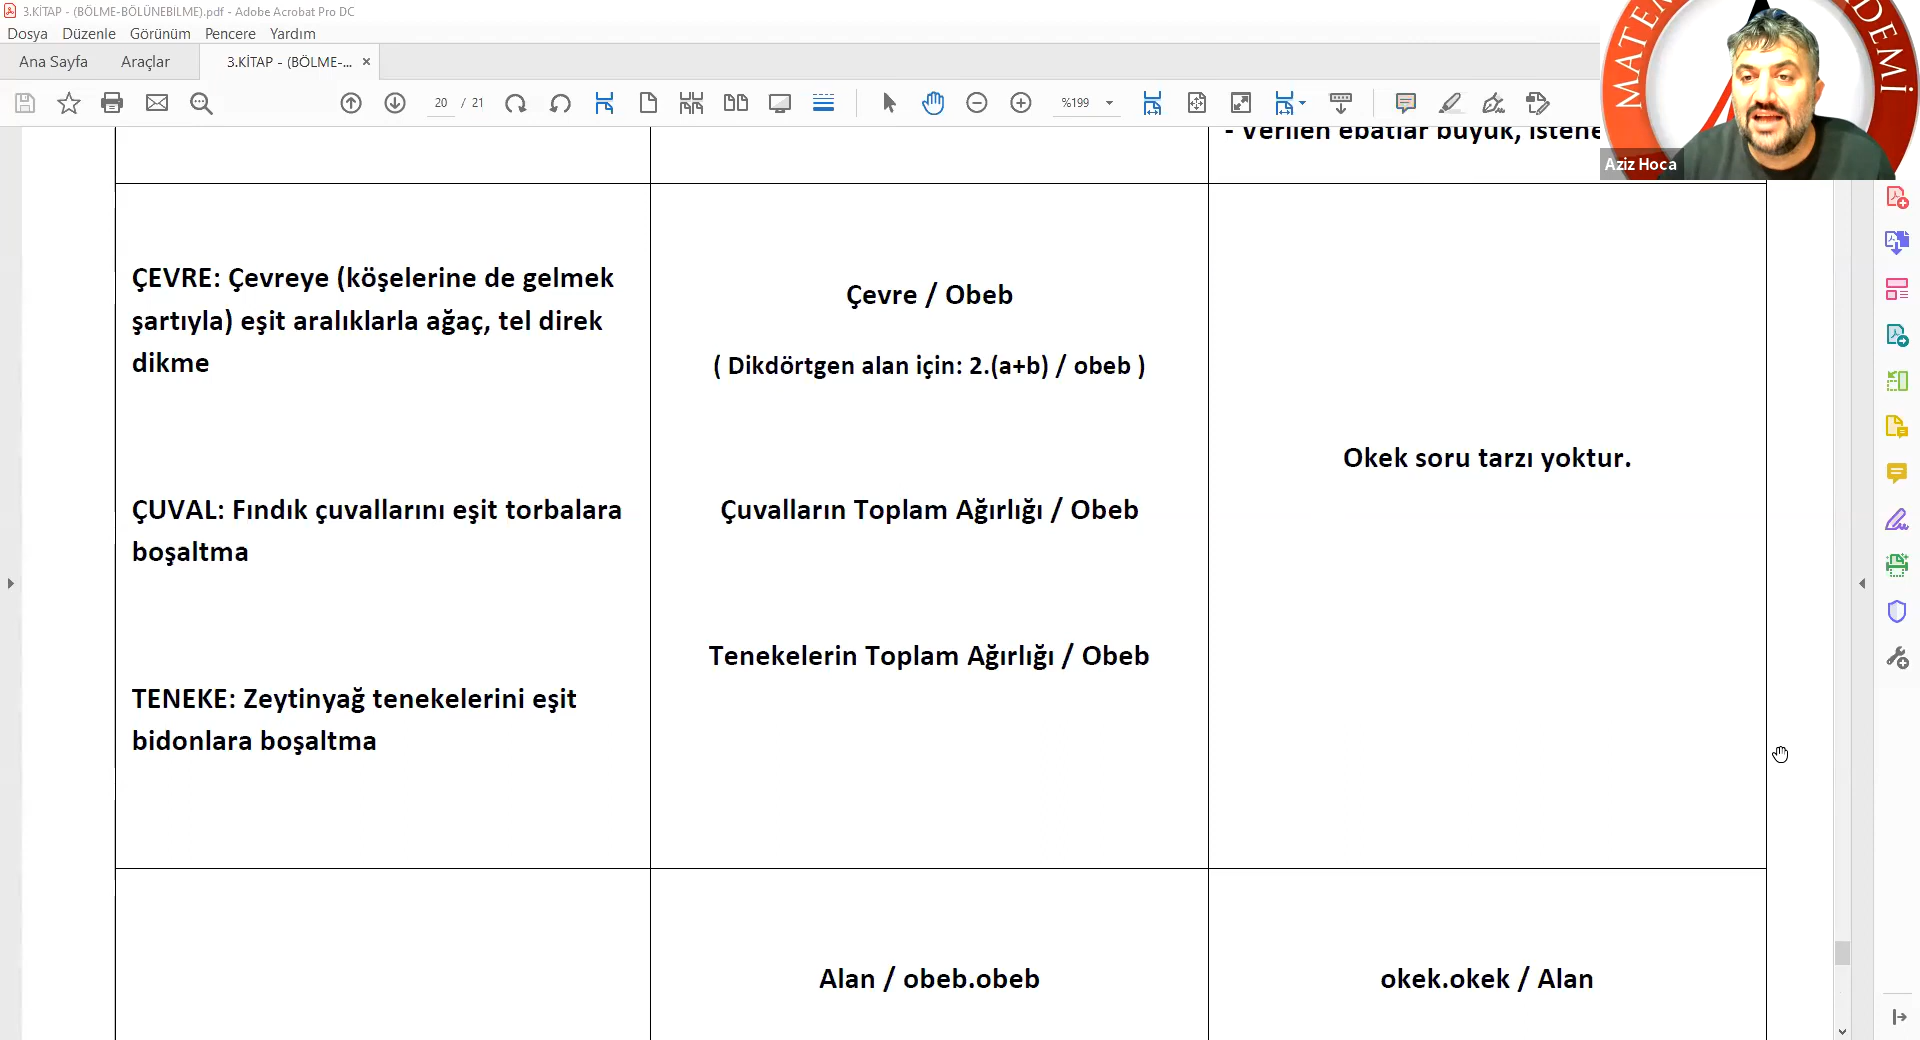 3.KİTAP - (BÖLME-BÖLÜNEBİLME).pdf - Adobe Acrobat Pro DC
Dosya Düzenle Görünüm Pencere Yardım
Ana Sayfa Araçlar 3.KİTAP - (BÖLME-... ×
20 / 21 %199
- Verilen ebatlar büyük, istene
Aziz Hoca
ÇEVRE: Çevreye (köşelerine de gelmek
şartıyla) eşit aralıklarla ağaç, tel direk
dikme
Çevre / Obeb
( Dikdörtgen alan için: 2.(a+b) / obeb )
Okek soru tarzı yoktur.
ÇUVAL: Fındık çuvallarını eşit torbalara
boşaltma
Çuvalların Toplam Ağırlığı / Obeb
Tenekelerin Toplam Ağırlığı / Obeb
TENEKE: Zeytinyağ tenekelerini eşit
bidonlara boşaltma
Alan / obeb.obeb
okek.okek / Alan